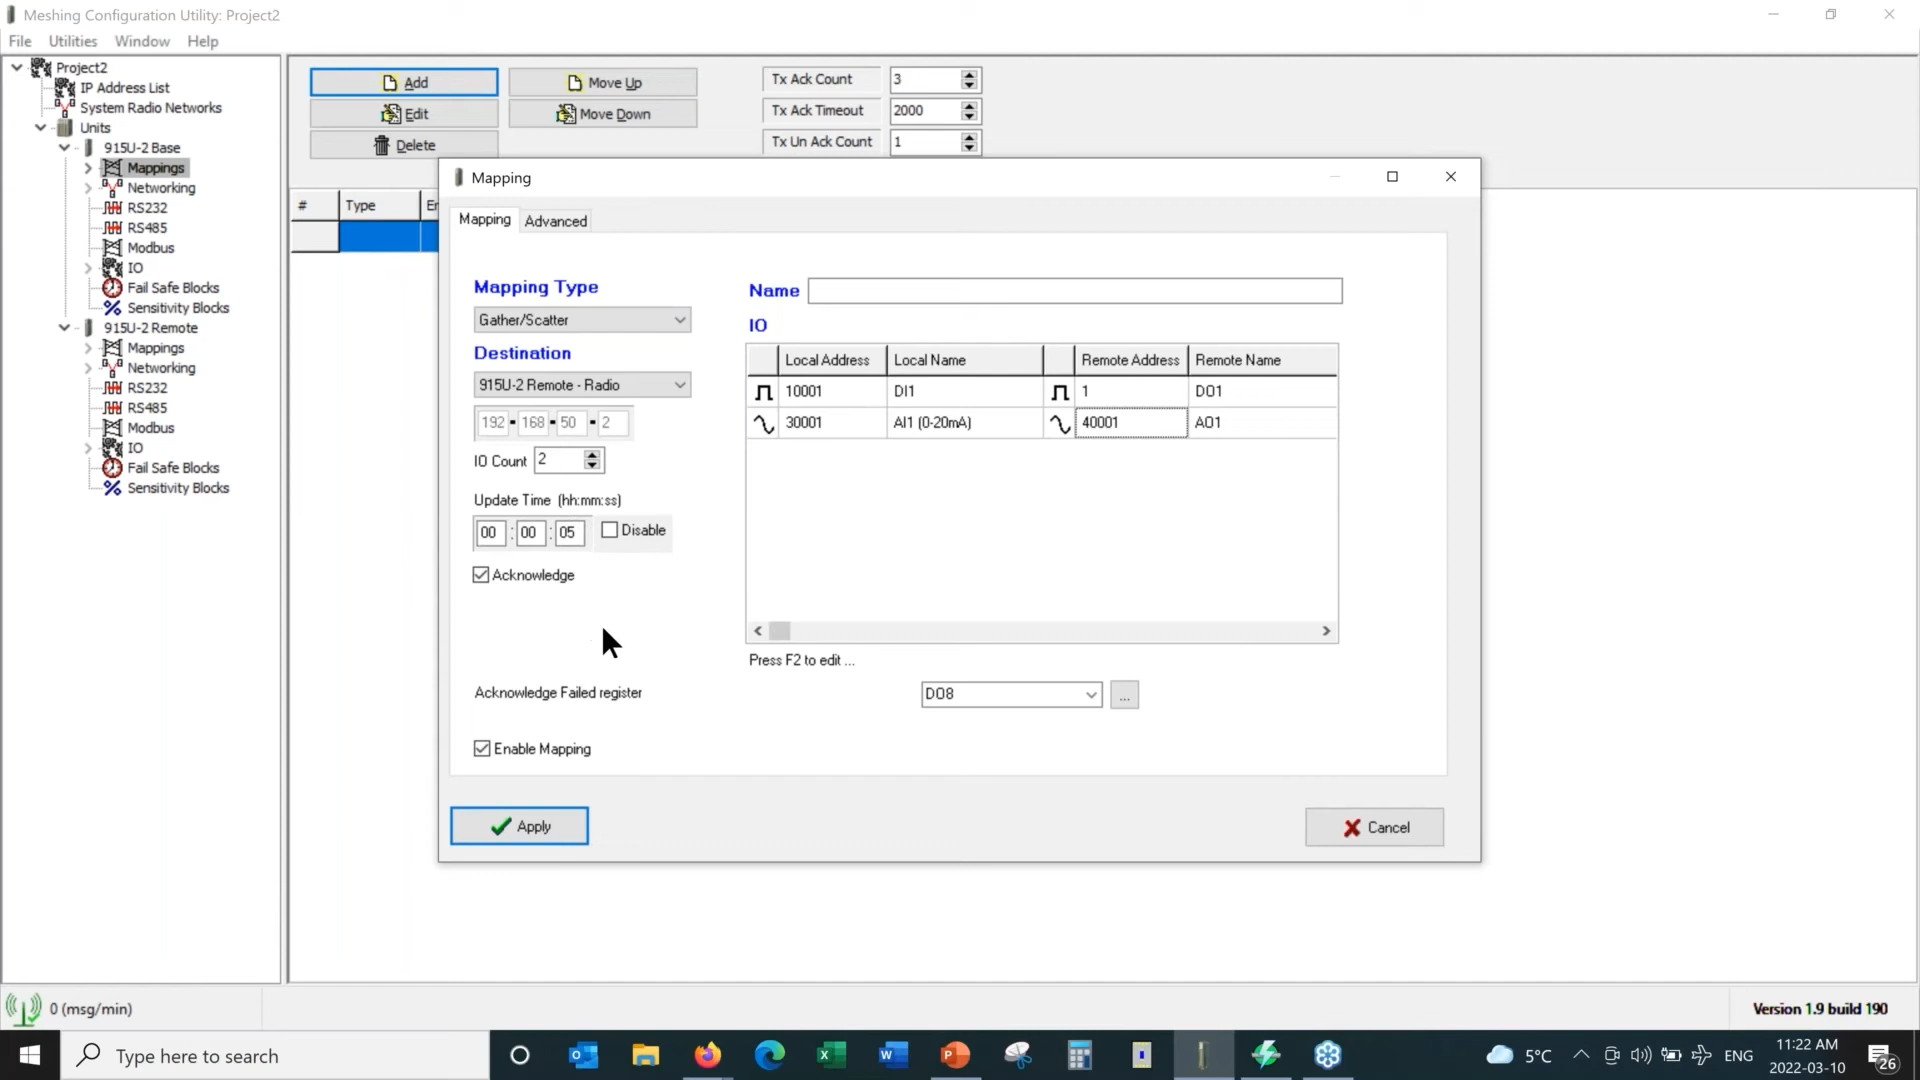 Meshing Configuration Utility: Project2
File Utilities Window Help
Project2
IP Address List
System Radio Networks
Units
915U-2 Base
Mappings
Networking
RS232
RS485
Modbus
IO
Fail Safe Blocks
Sensitivity Blocks
915U-2 Remote
Mappings
Networking
RS232
RS485
Modbus
IO
Fail Safe Blocks
Sensitivity Blocks
Add Move Up
Edit Move Down
Delete
Tx Ack Count 3
Tx Ack Timeout 2000
Tx Un Ack Count 1
# Type En
Mapping
Mapping Advanced
Mapping Type
Gather/Scatter
Destination
915U-2 Remote - Radio
192 168 50 2
IO Count 2
Update Time (hh:mm:ss)
00 : 00 : 05 Disable
Acknowledge
Name
IO
Local Address Local Name Remote Address Remote Name
10001 DI1 1 DO1
30001 AI1 (0-20mA) 40001 AO1
Press F2 to edit ...
Acknowledge Failed register DO8 ...
Enable Mapping
Apply Cancel
0 (msg/min) Version 1.9 build 190
Type here to search
5°C ENG
11:22 AM
2022-03-10
26